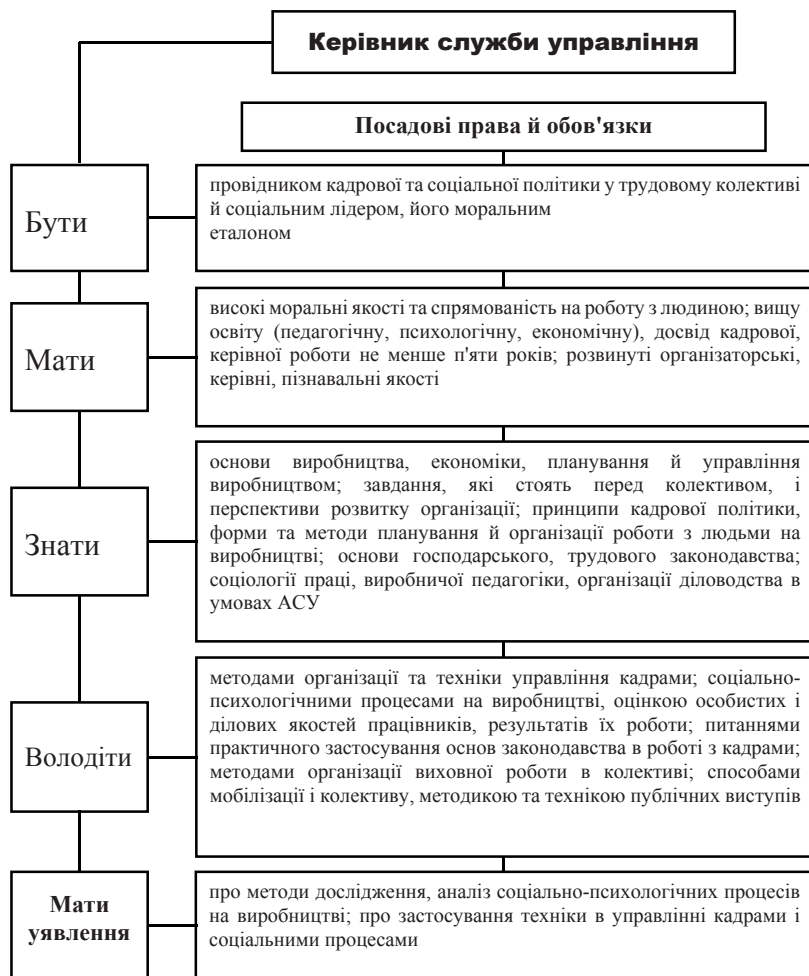 Керівник служби управління
Посадові права й обов'язки
Бути
провідником кадрової та соціальної політики у трудовому колективі
й соціальним лідером, його моральним
еталоном
Мати
високі моральні якості та спрямованість на роботу з людиною; вищу
освіту (педагогічну, психологічну, економічну), досвід кадрової,
керівної роботи не менше п'яти років; розвинуті організаторські,
керівні, пізнавальні якості
Знати
основи виробництва, економіки, планування й управління
виробництвом; завдання, які стоять перед колективом, і
перспективи розвитку організації; принципи кадрової політики,
форми та методи планування й організації роботи з людьми на
виробництві; основи господарського, трудового законодавства;
соціології праці, виробничої педагогіки, організації діловодства в
умовах АСУ
Володіти
методами організації та техніки управління кадрами; соціально-
психологічними процесами на виробництві, оцінкою особистих і
ділових якостей працівників, результатів їх роботи; питаннями
практичного застосування основ законодавства в роботі з кадрами;
методами організації виховної роботи в колективі; способами
мобілізації і колективу, методикою та технікою публічних виступів
Мати
уявлення
про методи дослідження, аналіз соціально-психологічних процесів
на виробництві; про застосування техніки в управлінні кадрами і
соціальними процесами